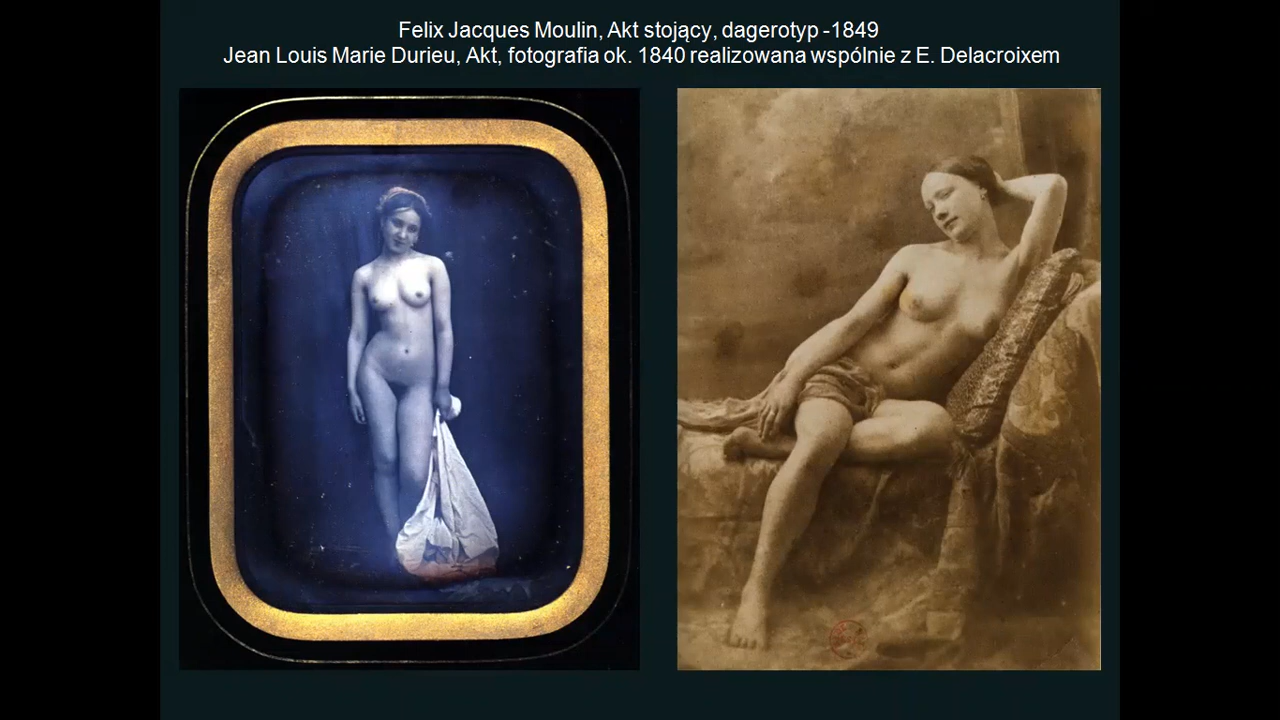 Felix Jacques Moulin, Akt stojący, dagerotyp -1849
Jean Louis Marie Durieu, Akt, fotografia ok. 1840 realizowana wspólnie z E. Delacroixem